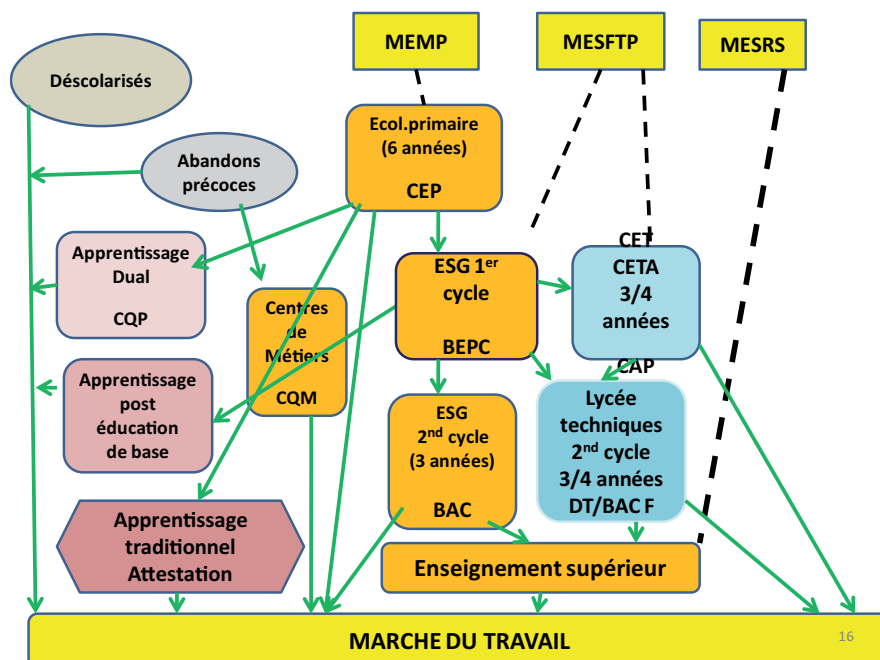 MEMP
MESFTP
MESRS
Déscolarisés
Abandons
précoces
Ecol.primaire
(6 années)
CEP
Apprentissage
Dual
CQP
Centres
de
Métiers
CQM
ESG 1er
cycle
BEPC
CET
CETA
3/4
années
CAP
Apprentissage
post
éducation
de base
ESG
2nd cycle
(3 années)
BAC
Lycée
techniques
2nd cycle
3/4 années
DT/BAC F
Apprentissage
traditionnel
Attestation
Enseignement supérieur
MARCHE DU TRAVAIL
16